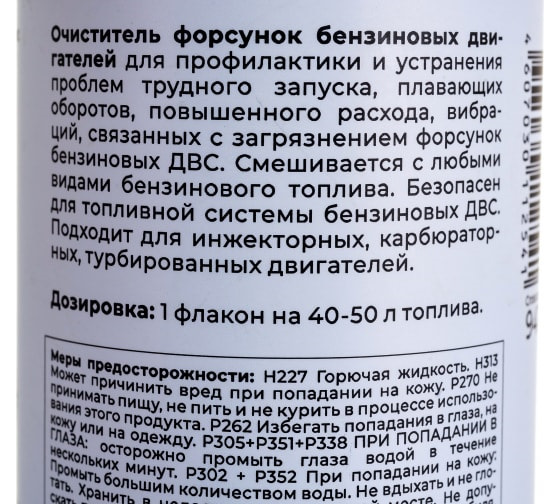 Очиститель форсунок бензиновых дви-
гателей для профилактики и устранения
проблем трудного запуска, плавающих
оборотов, повышенного расхода, вибра-
ций, связанных с загрязнением форсунок
бензиновых ДВС. Смешивается с любыми
видами бензинового топлива. Безопасен
для топливной системы бензиновых ДВС.
Подходит для инжекторных, карбюратор-
ных, турбированных двигателей.
Дозировка: 1 флакон на 40-50 л топлива.
Меры предосторожности: H227 Горючая жидкость. H313
Может причинить вред при попадании на кожу. P270 Не
принимать пищу, не пить и не курить в процессе использо-
вания этого продукта. P262 Избегать попадания в глаза, на
кожу или на одежду. P305+P351+P338 ПРИ ПОПАДАНИИ В
ГЛАЗА: осторожно промыть глаза водой в течение
нескольких минут. P302 + P352 При попадании на кожу:
Промыть большим количеством воды. Не вдыхать и не гло-
тать. Хранить в